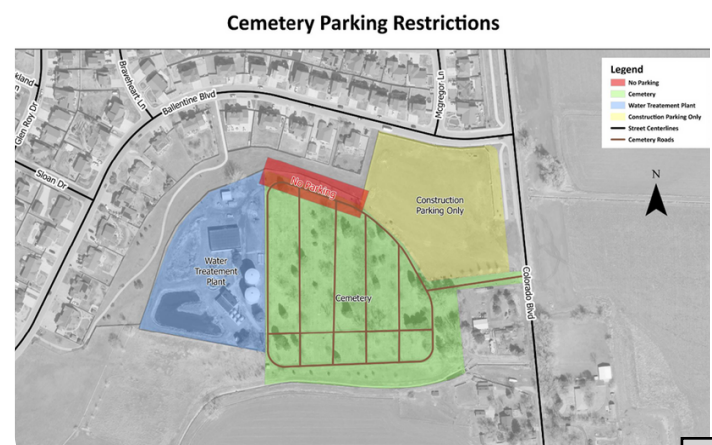 Cemetery Parking Restrictions
Legend
No Parking
Cemetery
Water Treatement Plant
Construction Parking Only
Street Centerlines
Cemetery Roads
N
Glen Roy Dr
Braveheart Ln
Ballentine Blvd
Mcgregor Ln
Sloan Dr
No Parking
Construction
Parking Only
Water
Treatement
Plant
Cemetery
Colorado Blvd